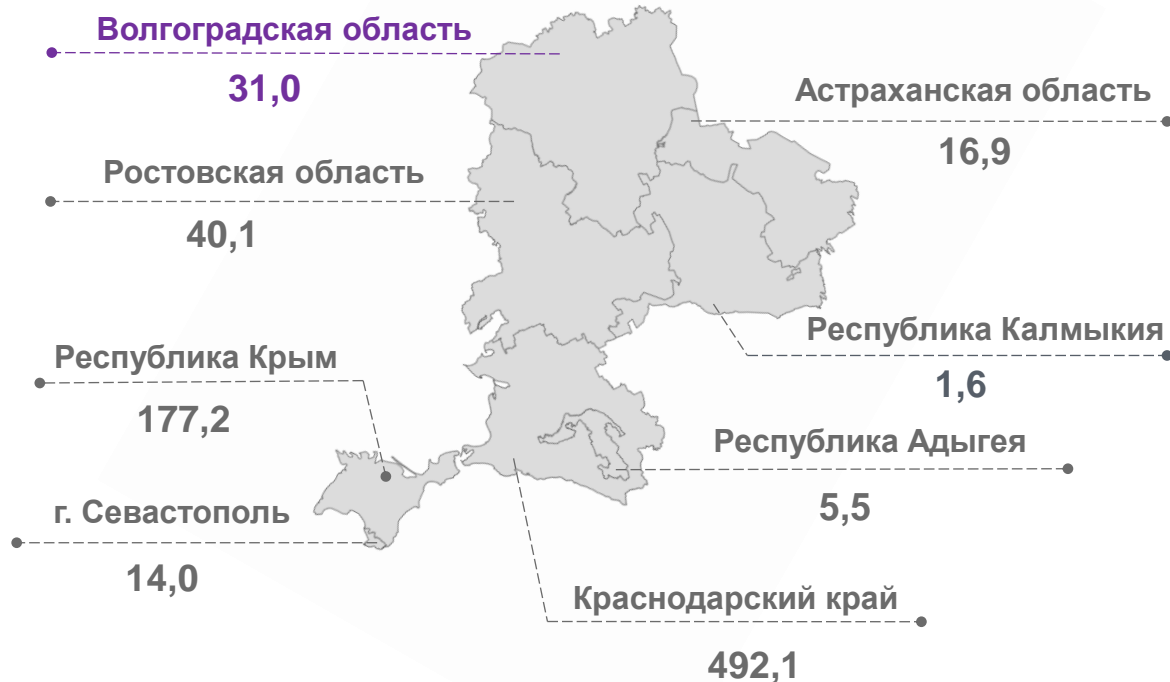 Волгоградская область
31,0
Астраханская область
16,9
Ростовская область
40,1
Республика Калмыкия
1,6
Республика Крым
177,2
Республика Адыгея
5,5
г. Севастополь
14,0
Краснодарский край
492,1